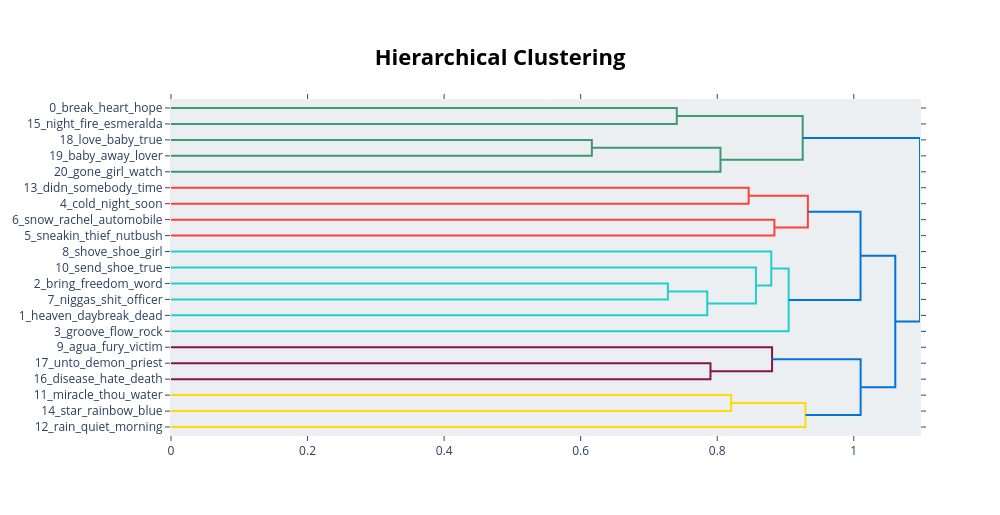 Hierarchical Clustering
0_break_heart_hope
15_night_fire_esmeralda
18_love_baby_true
19_baby_away_lover
20_gone_girl_watch
13_didn_somebody_time
4_cold_night_soon
6_snow_rachel_automobile
5_sneakin_thief_nutbush
8_shove_shoe_girl
10_send_shoe_true
2_bring_freedom_word
7_niggas_shit_officer
1_heaven_daybreak_dead
3_groove_flow_rock
9_agua_fury_victim
17_unto_demon_priest
16_disease_hate_death
11_miracle_thou_water
14_star_rainbow_blue
12_rain_quiet_morning
0 0.2 0.4 0.6 0.8 1